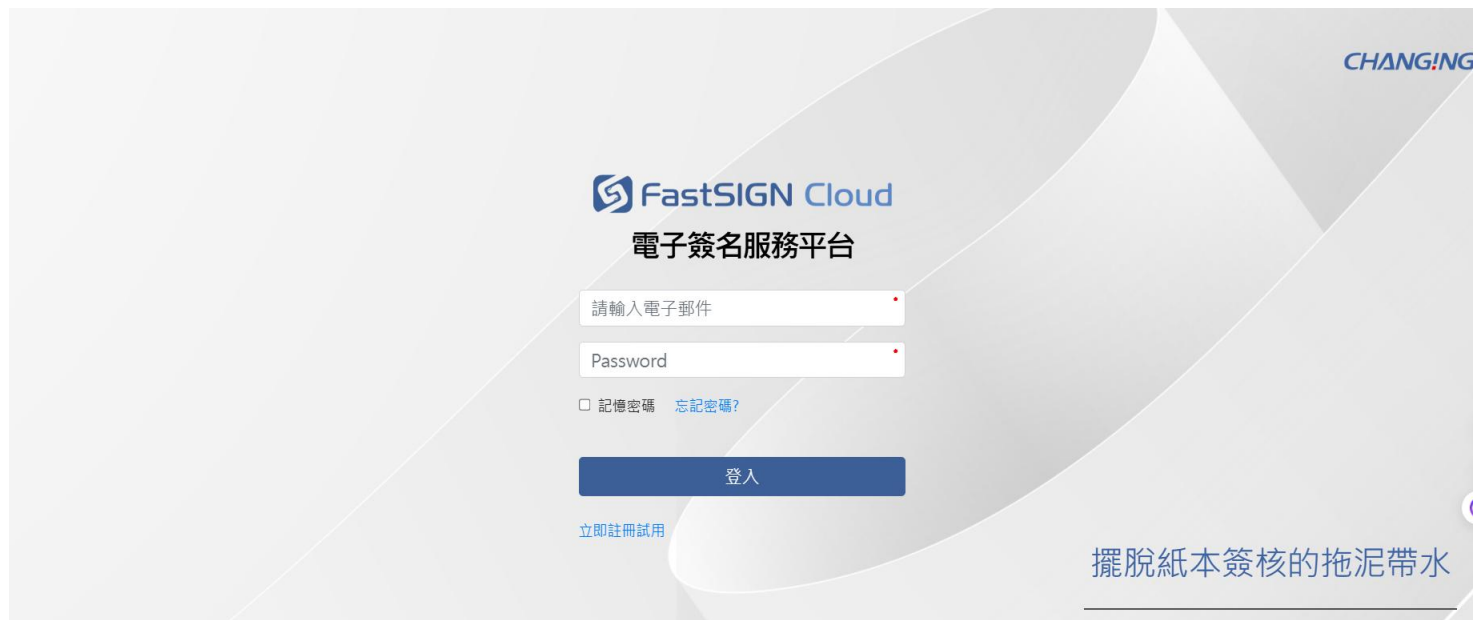 CHANG!NG
FastSIGN Cloud
電子簽名服務平台
請輸入電子郵件
Password
記憶密碼 忘記密碼?
登入
立即註冊試用
擺脫紙本簽核的拖泥帶水